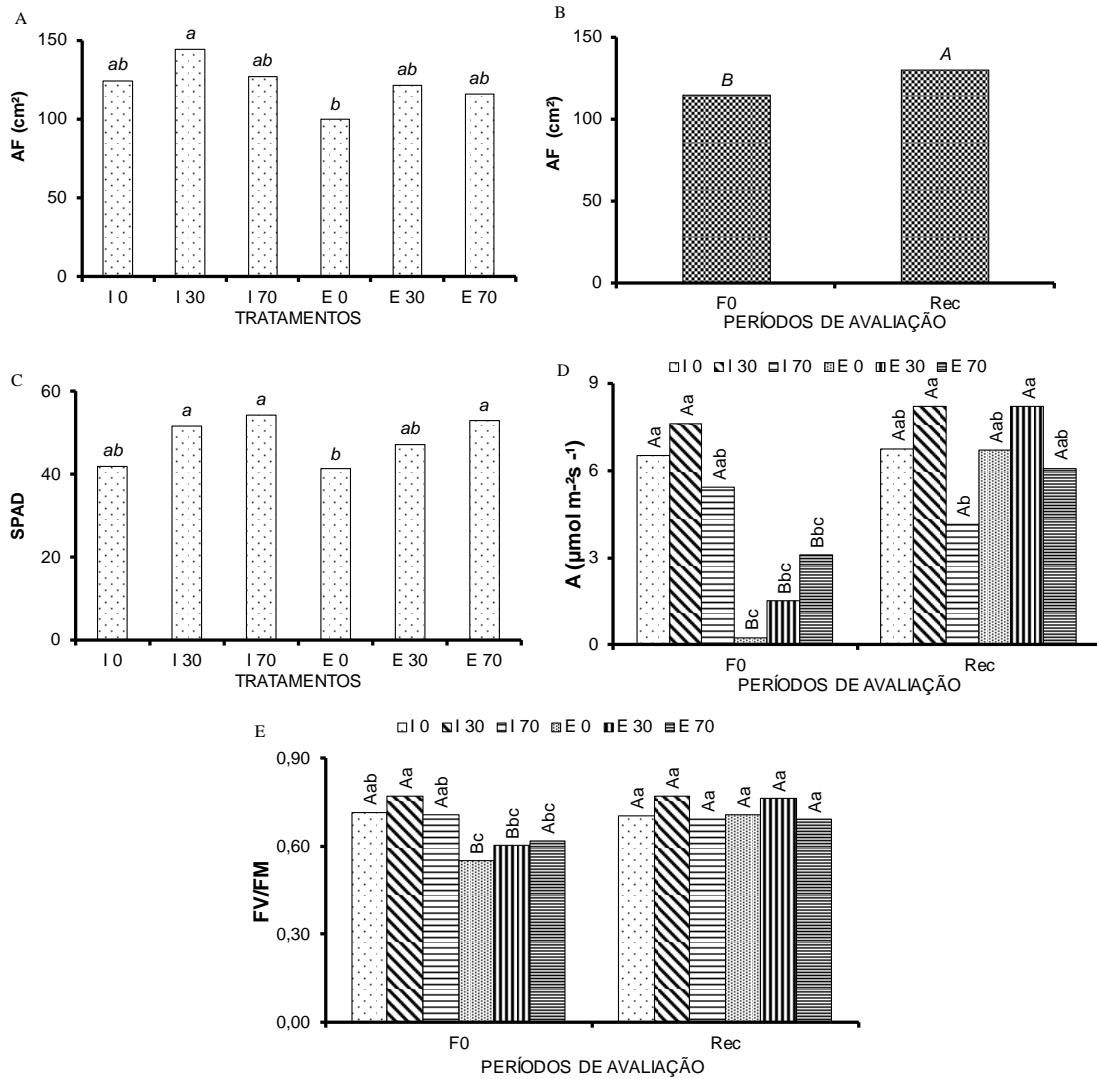 A
AF (cm²)
150
100
50
0
ab
a
ab
b
ab
ab
I 0
I 30
I 70
E 0
E 30
E 70
TRATAMENTOS
B
AF (cm²)
150
100
50
0
B
A
F0
Rec
PERÍODOS DE AVALIAÇÃO
C
SPAD
60
40
20
0
ab
a
a
b
ab
a
I 0
I 30
I 70
E 0
E 30
E 70
TRATAMENTOS
D
I 0 I 30 I 70 E 0 E 30 E 70
A (µmol m-²s -¹)
9
6
3
0
Aa
Aa
Aab
Bc
Bbc
Bbc
Aab
Aa
Ab
Aab
Aa
Aab
F0
Rec
PERÍODOS DE AVALIAÇÃO
E
I 0 I 30 I 70 E 0 E 30 E 70
FV/FM
0,90
0,60
0,30
0,00
Aab
Aa
Aab
Bc
Bbc
Abc
Aa
Aa
Aa
Aa
Aa
Aa
F0
Rec
PERÍODOS DE AVALIAÇÃO